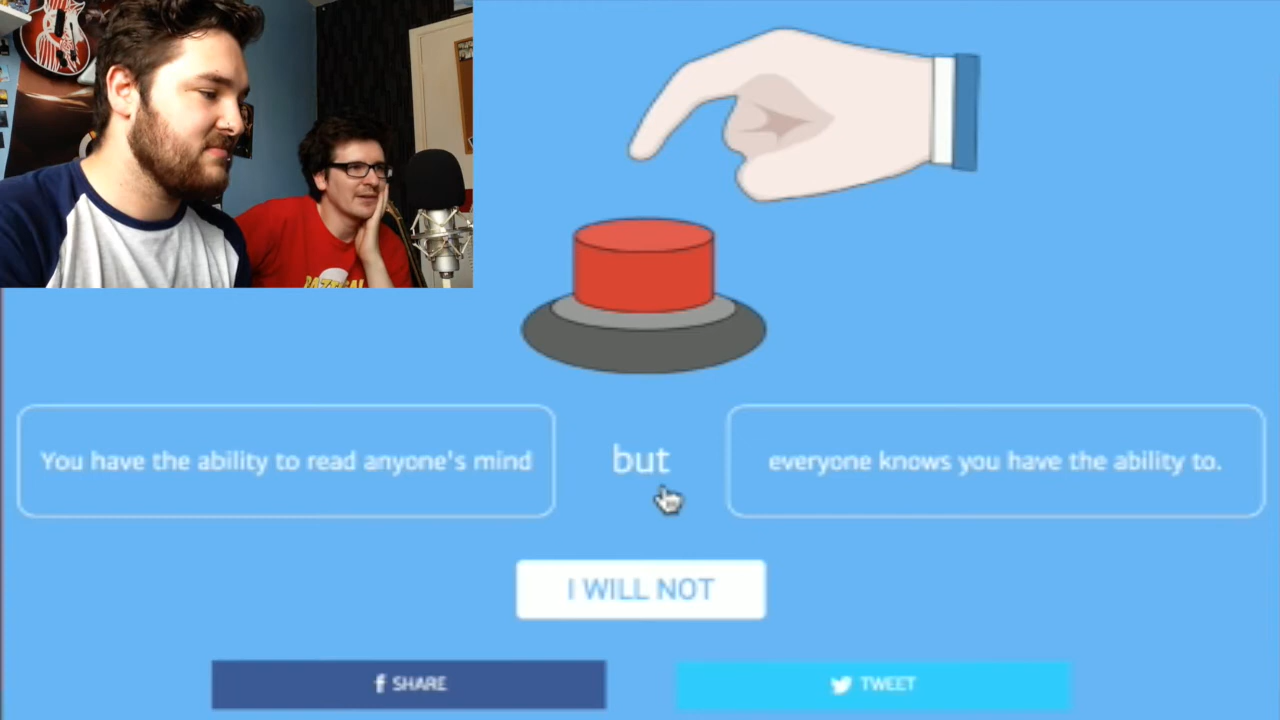 You have the ability to read anyone's mind
but
everyone knows you have the ability to.
I WILL NOT
f SHARE
TWEET